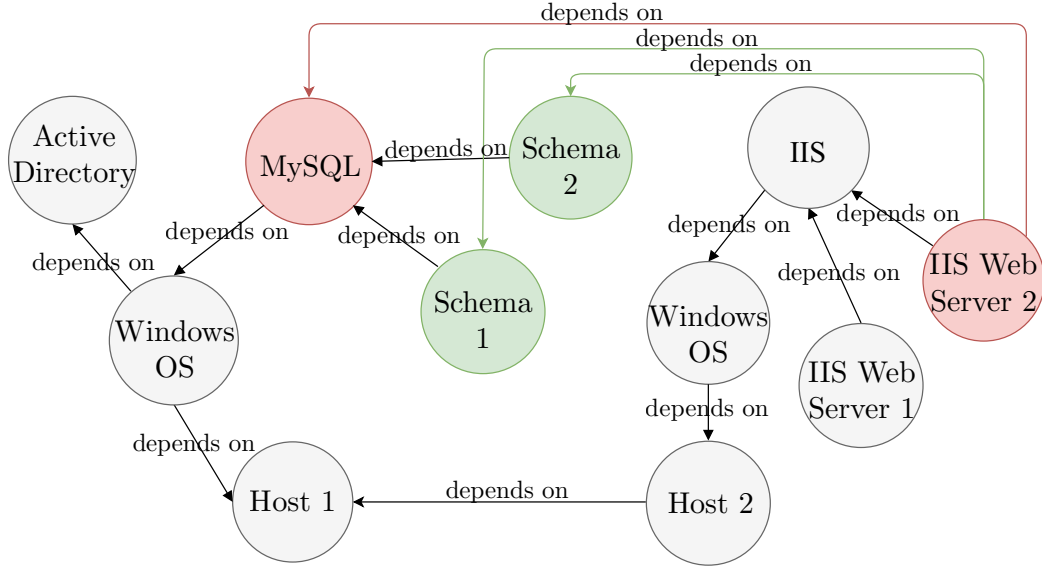 depends on
depends on
depends on
Active
Directory
MySQL
depends on
Schema
2
IIS
depends on
depends on
depends on
depends on
depends on
depends on
IIS Web
Server 2
Schema
1
Windows
OS
Windows
OS
IIS Web
Server 1
depends on
depends on
depends on
Host 1
Host 2